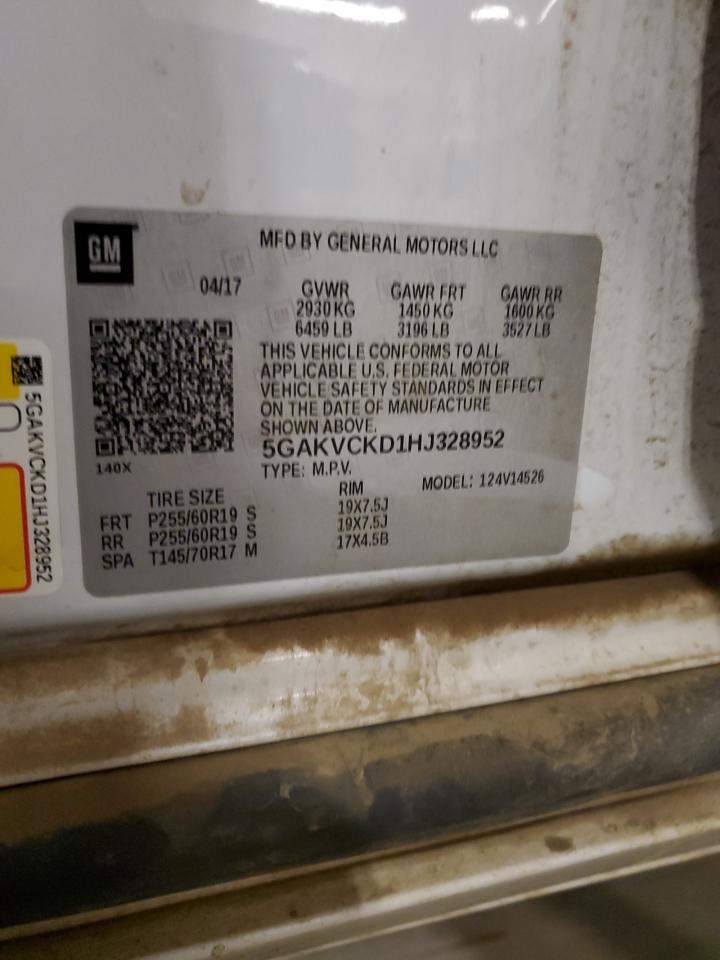 GM
MFD BY GENERAL MOTORS LLC
04/17
GVWR GAWR FRT GAWR RR
2930 KG 1450 KG 1600 KG
6459 LB 3196 LB 3527 LB
THIS VEHICLE CONFORMS TO ALL
APPLICABLE U.S. FEDERAL MOTOR
VEHICLE SAFETY STANDARDS IN EFFECT
ON THE DATE OF MANUFACTURE
SHOWN ABOVE.
5GAKVCKD1HJ328952
140X
TYPE: M.P.V. MODEL: 124V14526
TIRE SIZE RIM
FRT P255/60R19 S 19X7.5J
RR P255/60R19 S 19X7.5J
SPA T145/70R17 M 17X4.5B
5GAKVCKD1HJ328952